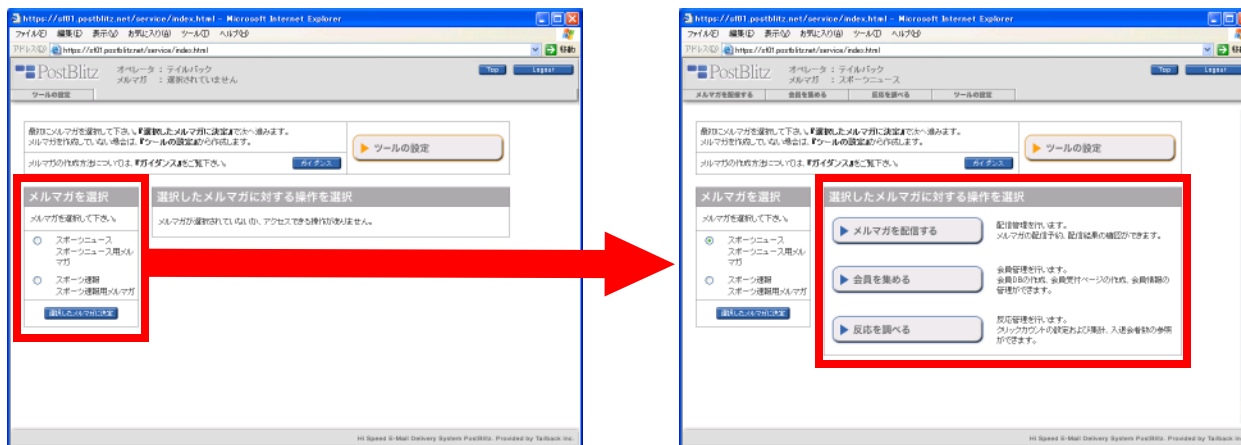 https://sf01.postblitz.net/service/index.html - Microsoft Internet Explorer
ファイル(F) 編集(E) 表示(V) お気に入り(A) ツール(T) ヘルプ(H)
アドレス(D) https://sf01.postblitz.net/service/index.html 移動
PostBlitz
オペレータ : テイルバック
メルマガ : 選択されていません
Top Logout
ツールの設定
最初にメルマガを選択して下さい。『選択したメルマガに決定』で次へ進みます。
メルマガを作成していない場合は、『ツールの設定』から作成します。
メルマガの作成方法については、『ガイダンス』をご覧下さい。 ガイダンス
ツールの設定
メルマガを選択
メルマガを選択して下さい。
スポーツニュース
スポーツニュース用メル
マガ
スポーツ速報
スポーツ速報用メルマガ
選択したメルマガに決定
選択したメルマガに対する操作を選択
メルマガが選択されていないか、アクセスできる操作がありません。
Hi Speed E-Mail Delivery System PostBlitz. Provided by Tailback Inc.
https://sf01.postblitz.net/service/index.html - Microsoft Internet Explorer
ファイル(F) 編集(E) 表示(V) お気に入り(A) ツール(T) ヘルプ(H)
アドレス(D) https://sf01.postblitz.net/service/index.html 移動
PostBlitz
オペレータ : テイルバック
メルマガ : スポーツニュース
Top Logout
メルマガを配信する 会員を集める 反応を調べる ツールの設定
最初にメルマガを選択して下さい。『選択したメルマガに決定』で次へ進みます。
メルマガを作成していない場合は、『ツールの設定』から作成します。
メルマガの作成方法については、『ガイダンス』をご覧下さい。 ガイダンス
ツールの設定
メルマガを選択
メルマガを選択して下さい。
スポーツニュース
スポーツニュース用メル
マガ
スポーツ速報
スポーツ速報用メルマガ
選択したメルマガに決定
選択したメルマガに対する操作を選択
メルマガを配信する
配信管理を行います。
メルマガの配信予約、配信結果の確認ができます。
会員を集める
会員管理を行います。
会員DBの作成、会員受付ページの作成、会員情報の
管理ができます。
反応を調べる
反応管理を行います。
クリックカウントの設定および集計、入退会者数の参照
ができます。
Hi Speed E-Mail Delivery System PostBlitz. Provided by Tailback Inc.